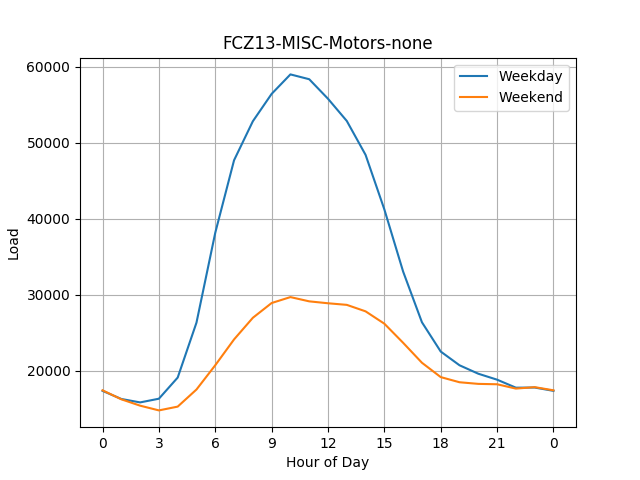 FCZ13-MISC-Motors-none
Weekday
Weekend
60000
50000
40000
30000
20000
Load
0 3 6 9 12 15 18 21 0
Hour of Day